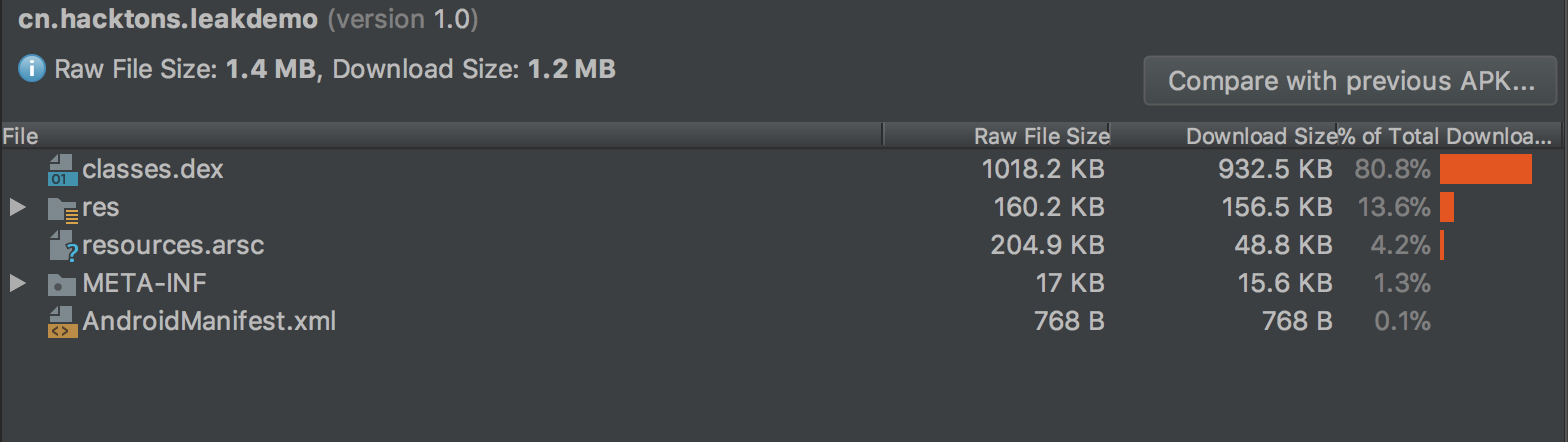 cn.hacktons.leakdemo (version 1.0)
Raw File Size: 1.4 MB, Download Size: 1.2 MB
Compare with previous APK...
File Raw File Size Download Size % of Total Downloa...
classes.dex 1018.2 KB 932.5 KB 80.8%
res 160.2 KB 156.5 KB 13.6%
resources.arsc 204.9 KB 48.8 KB 4.2%
META-INF 17 KB 15.6 KB 1.3%
AndroidManifest.xml 768 B 768 B 0.1%